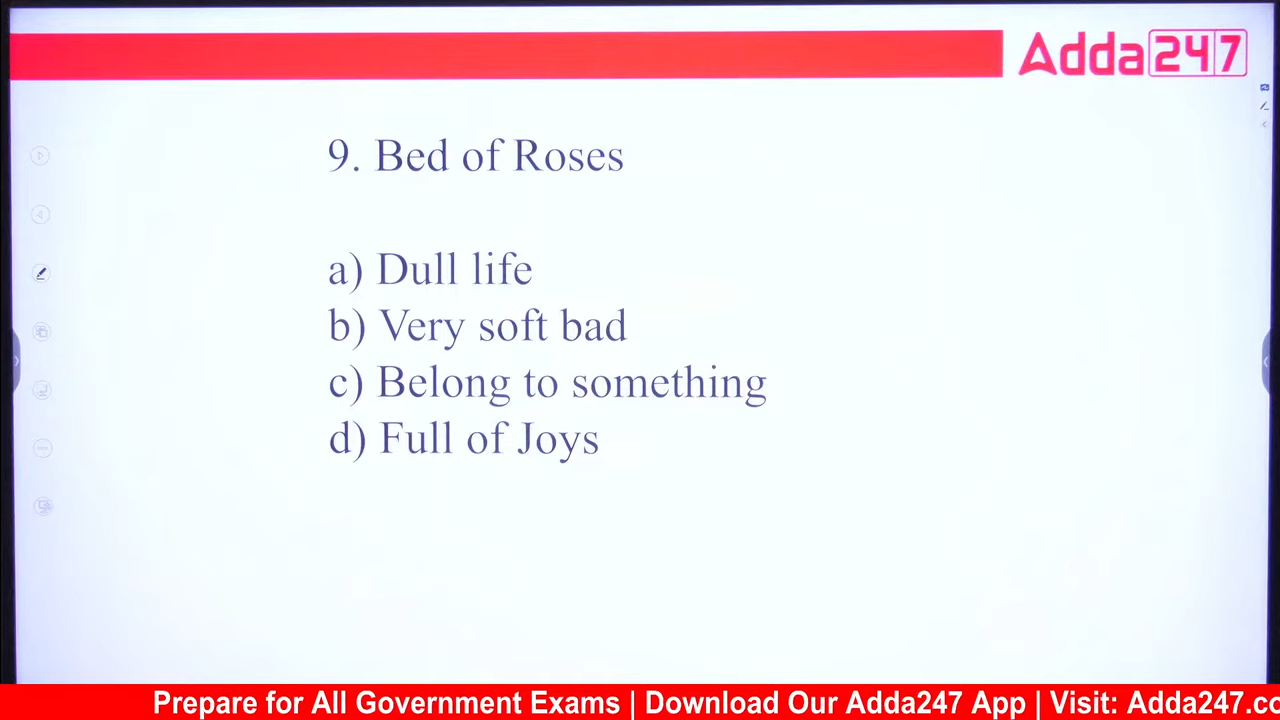 Adda247
9. Bed of Roses
a) Dull life
b) Very soft bad
c) Belong to something
d) Full of Joys
Prepare for All Government Exams | Download Our Adda247 App | Visit: Adda247.co